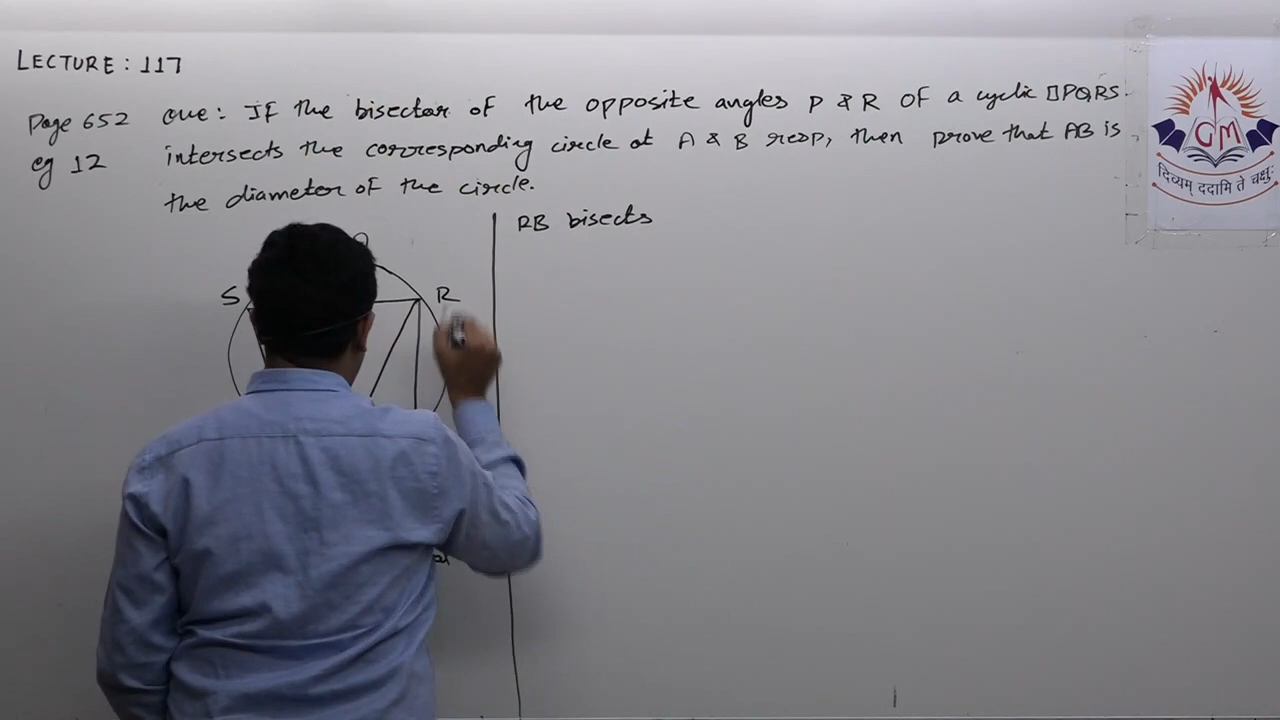 LECTURE : 117
Page 652 que : If the bisector of the opposite angles P & R of a cyclic □PQRS
eg 12 intersects the corresponding circle at A & B resp, then prove that AB is
the diameter of the circle.
RB bisects
S
R
GM
दिव्यम् ददामि ते चक्षुः